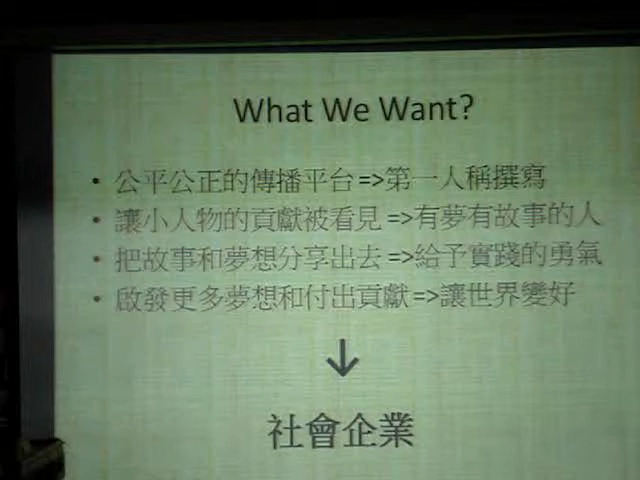 What We Want?
• 公平公正的傳播平台=>第一人稱撰寫
• 讓小人物的貢獻被看見=>有夢有故事的人
• 把故事和夢想分享出去=>給予實踐的勇氣
• 啟發更多夢想和付出貢獻=>讓世界變好
↓
社會企業